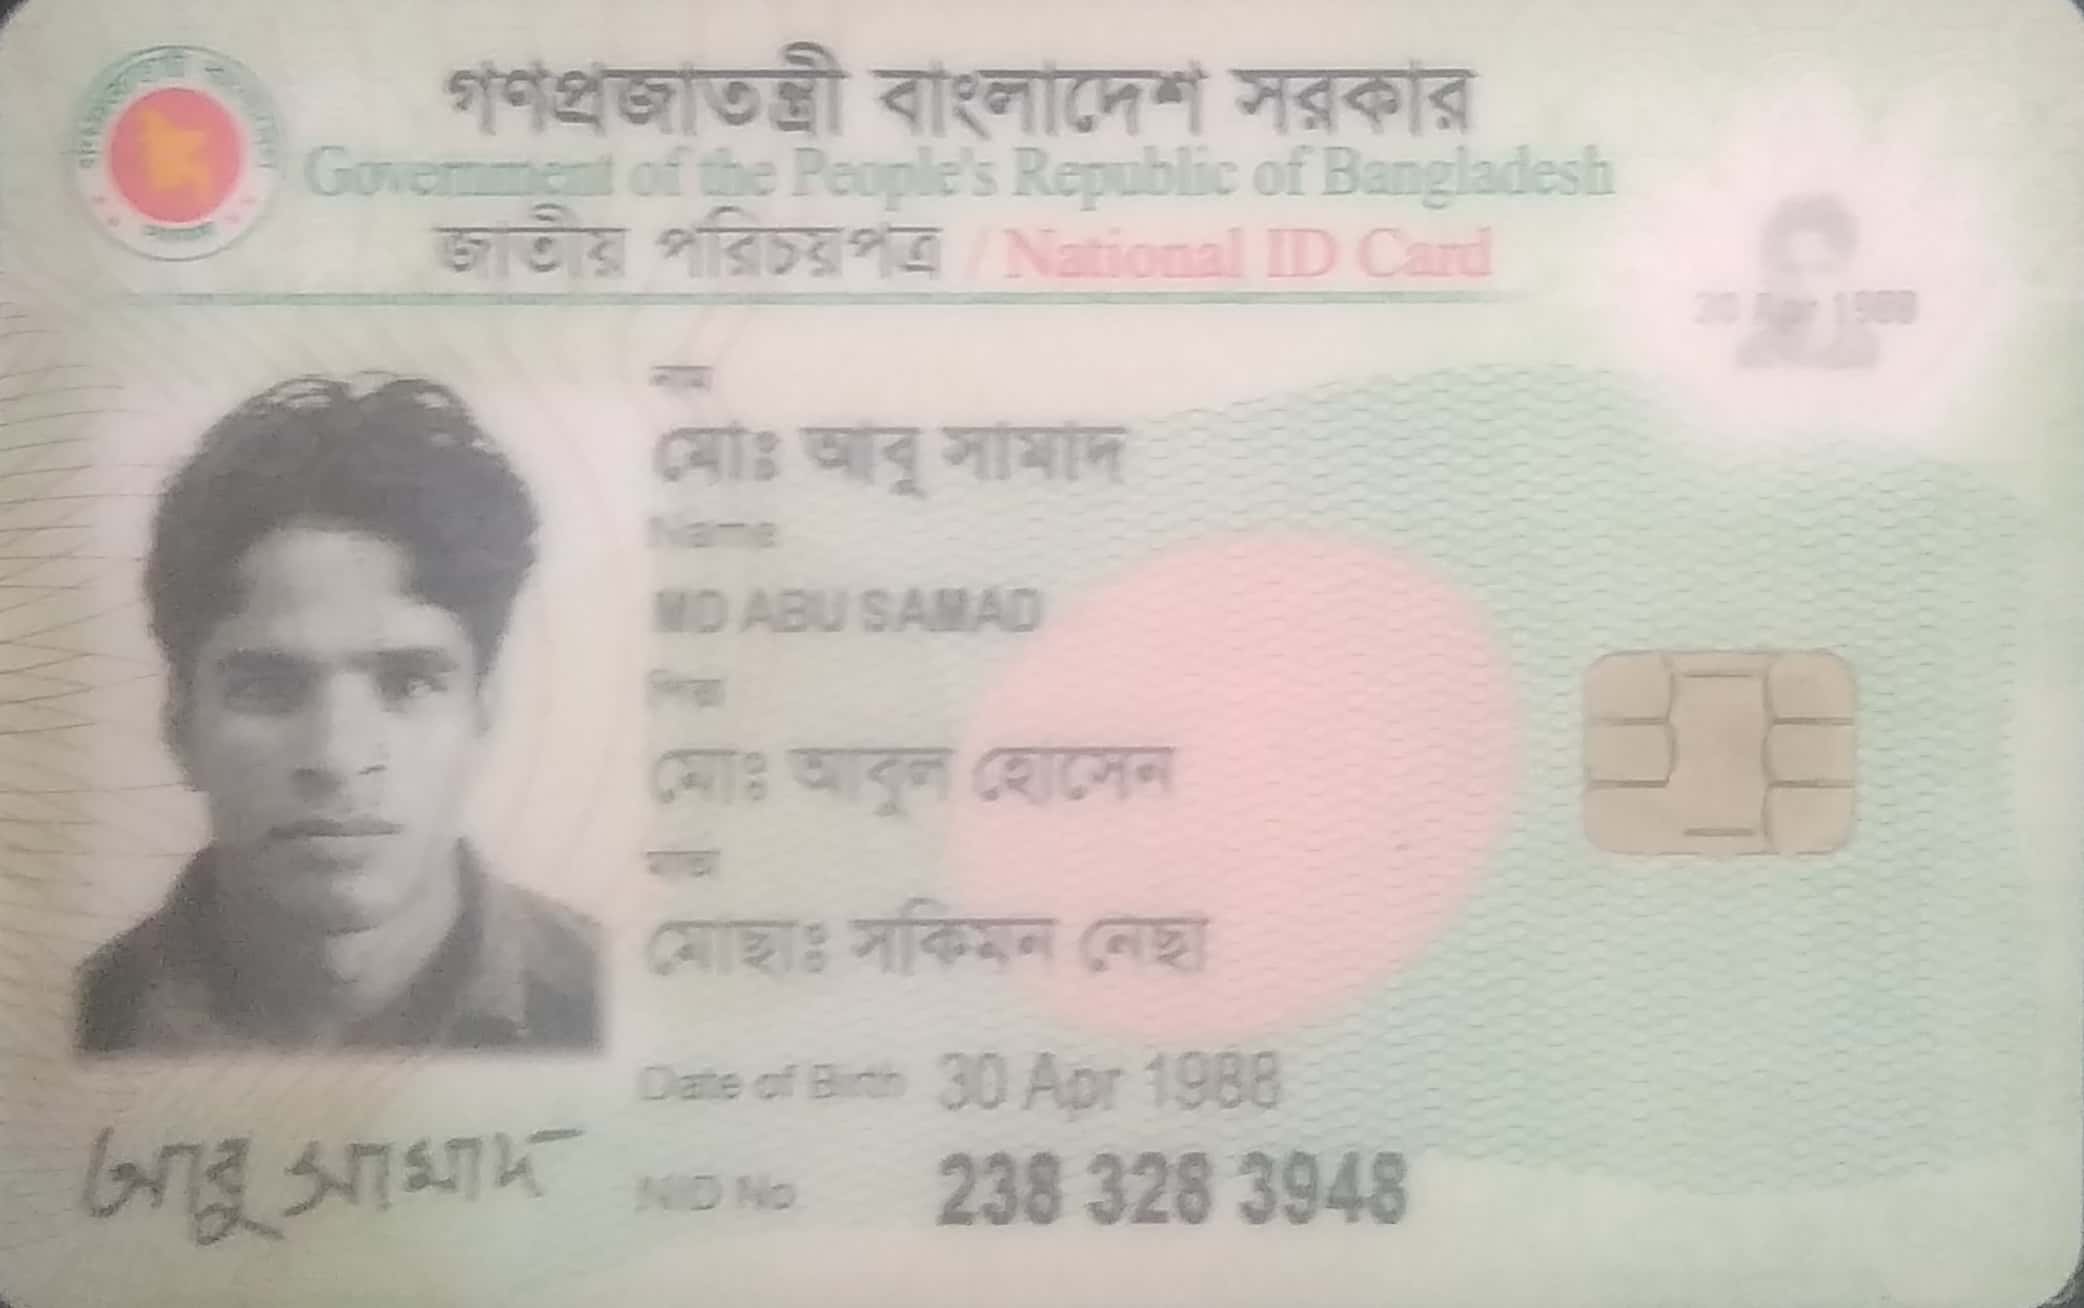 গণপ্রজাতন্ত্রী বাংলাদেশ সরকার
Government of the People's Republic of Bangladesh
জাতীয় পরিচয়পত্র / National ID Card
30 Apr 1988
নাম
মোঃ আবু সামাদ
Name
MD ABU SAMAD
পিতা
মোঃ আবুল হোসেন
মাতা
মোছাঃ সকিমন নেছা
Date of Birth 30 Apr 1988
আবু সামাদ
NID No 238 328 3948